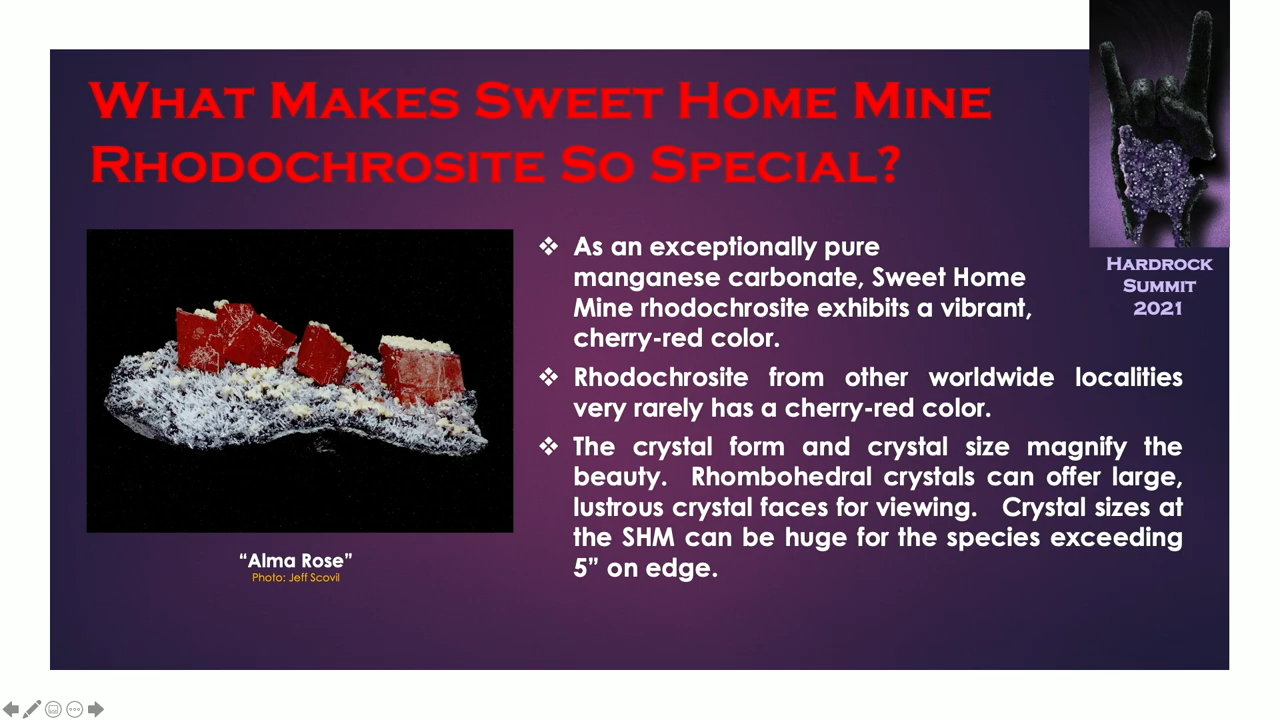 What Makes Sweet Home Mine
Rhodochrosite So Special?
❖ As an exceptionally pure
manganese carbonate, Sweet Home
Mine rhodochrosite exhibits a vibrant,
cherry-red color.
❖ Rhodochrosite from other worldwide localities
very rarely has a cherry-red color.
❖ The crystal form and crystal size magnify the
beauty. Rhombohedral crystals can offer large,
lustrous crystal faces for viewing. Crystal sizes at
the SHM can be huge for the species exceeding
5” on edge.
“Alma Rose”
Photo: Jeff Scovil
Hardrock
Summit
2021